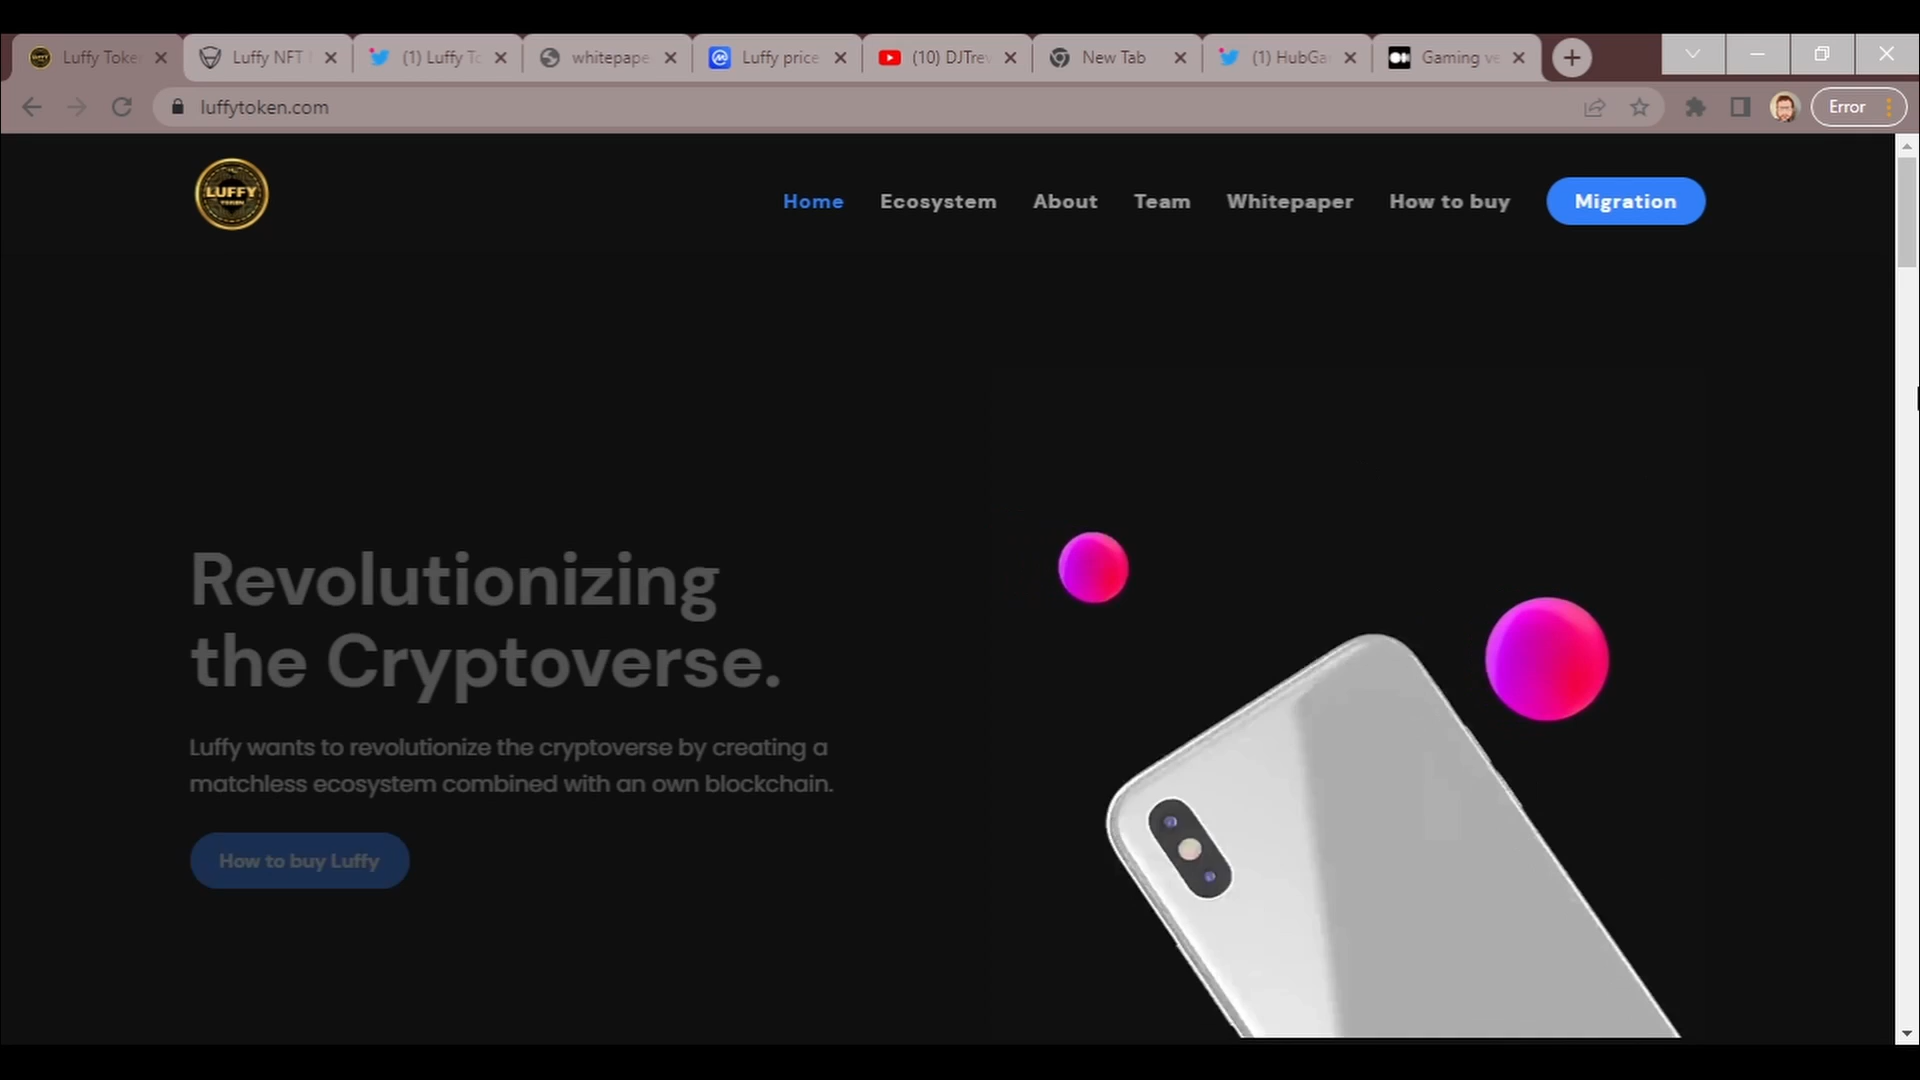 Luffy Toke
Luffy NFT
(1) Luffy To
whitepape
Luffy price
(10) DJTrev
New Tab
(1) HubGa
Gaming ve
luffytoken.com
Error
LUFFY
TOKEN
Home
Ecosystem
About
Team
Whitepaper
How to buy
Migration
Revolutionizing
the Cryptoverse.
Luffy wants to revolutionize the cryptoverse by creating a
matchless ecosystem combined with an own blockchain.
How to buy Luffy